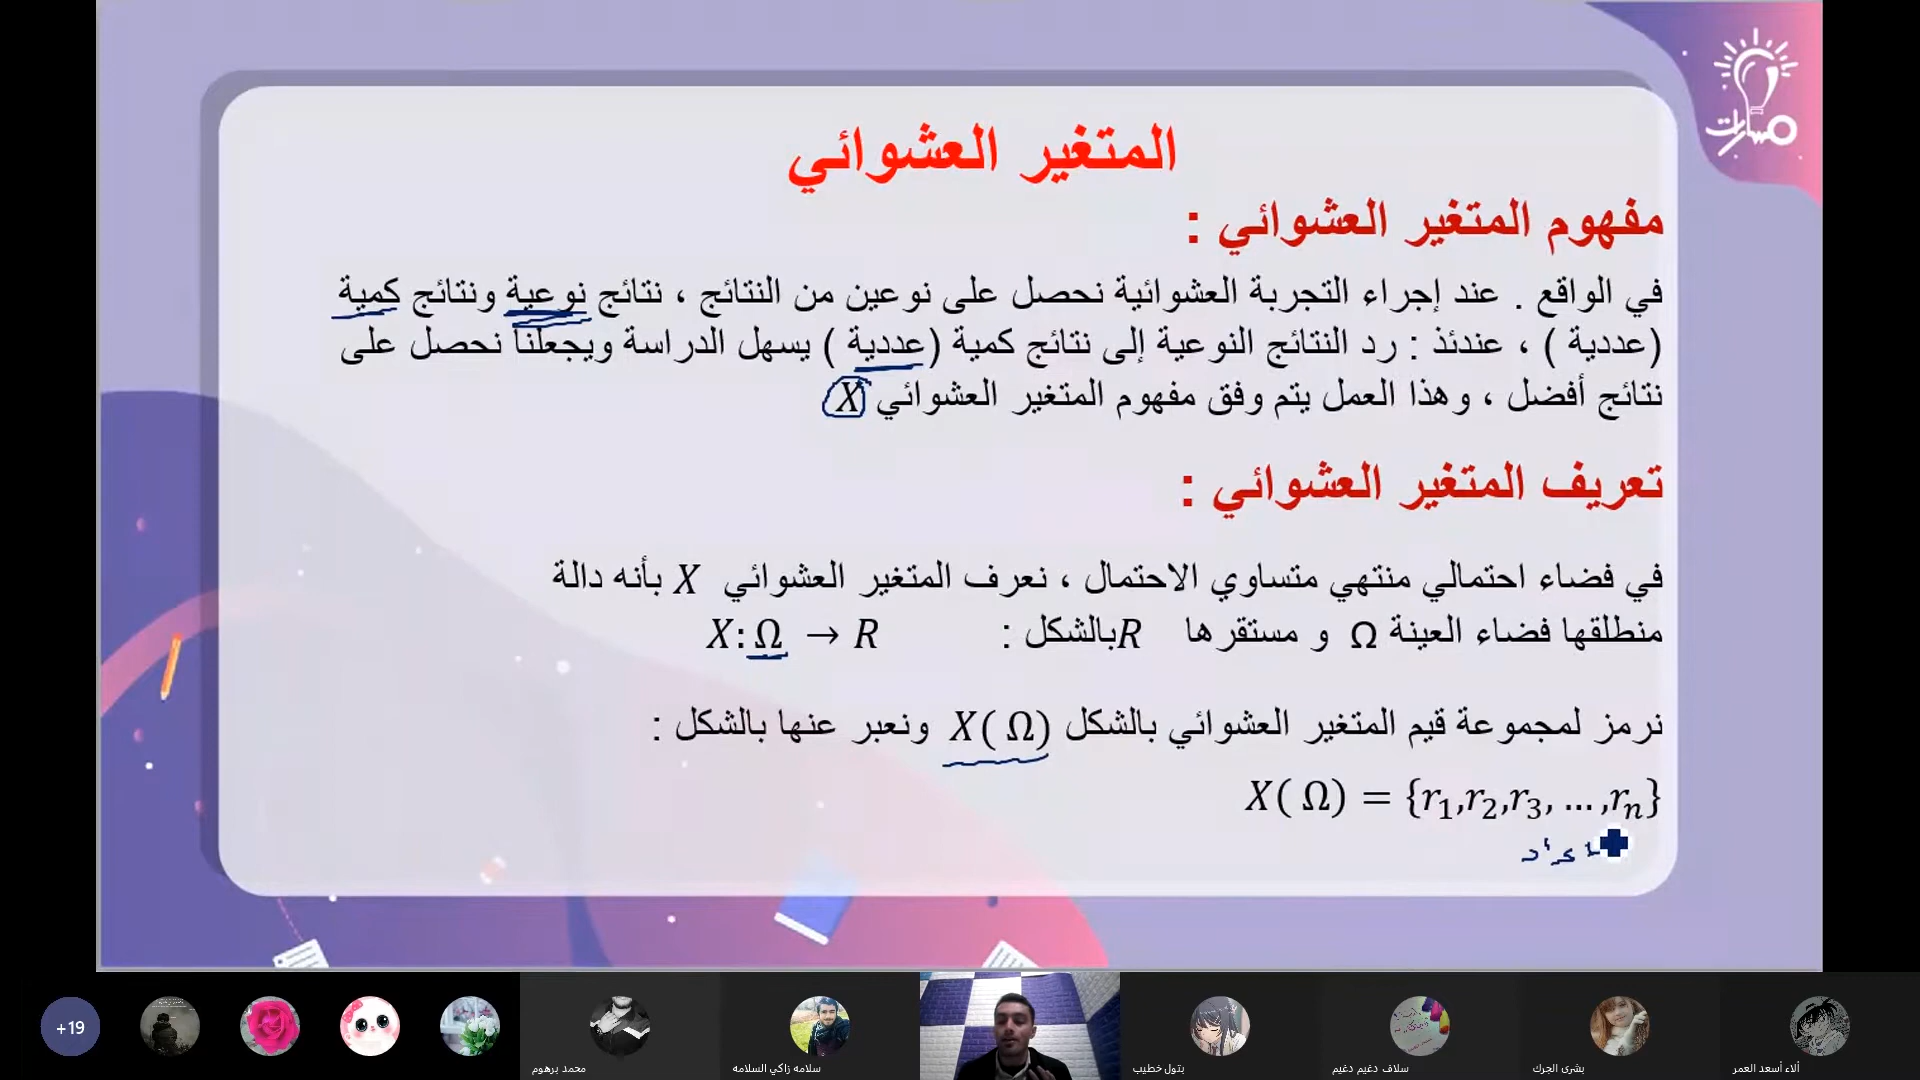 مسارات
المتغير العشوائي
مفهوم المتغير العشوائي :
في الواقع . عند إجراء التجربة العشوائية نحصل على نوعين من النتائج ، نتائج نوعية ونتائج كمية
(عددية ) ، عندئذ : رد النتائج النوعية إلى نتائج كمية (عددية ) يسهل الدراسة ويجعلنا نحصل على
نتائج أفضل ، وهذا العمل يتم وفق مفهوم المتغير العشوائي X
تعريف المتغير العشوائي :
في فضاء احتمالي منتهي متساوي الاحتمال ، نعرف المتغير العشوائي X بأنه دالة
منطلقها فضاء العينة Ω و مستقرها R بالشكل : X: Ω → R
نرمز لمجموعة قيم المتغير العشوائي بالشكل X( Ω) ونعبر عنها بالشكل :
X( Ω) = {r₁,r₂,r₃, … ,rₙ}
+19
محمد برهوم
سلامه زاكي السلامه
بتول خطيب
سلاف دغيم دغيم
بشرى الجرك
ألاء أسعد العمر